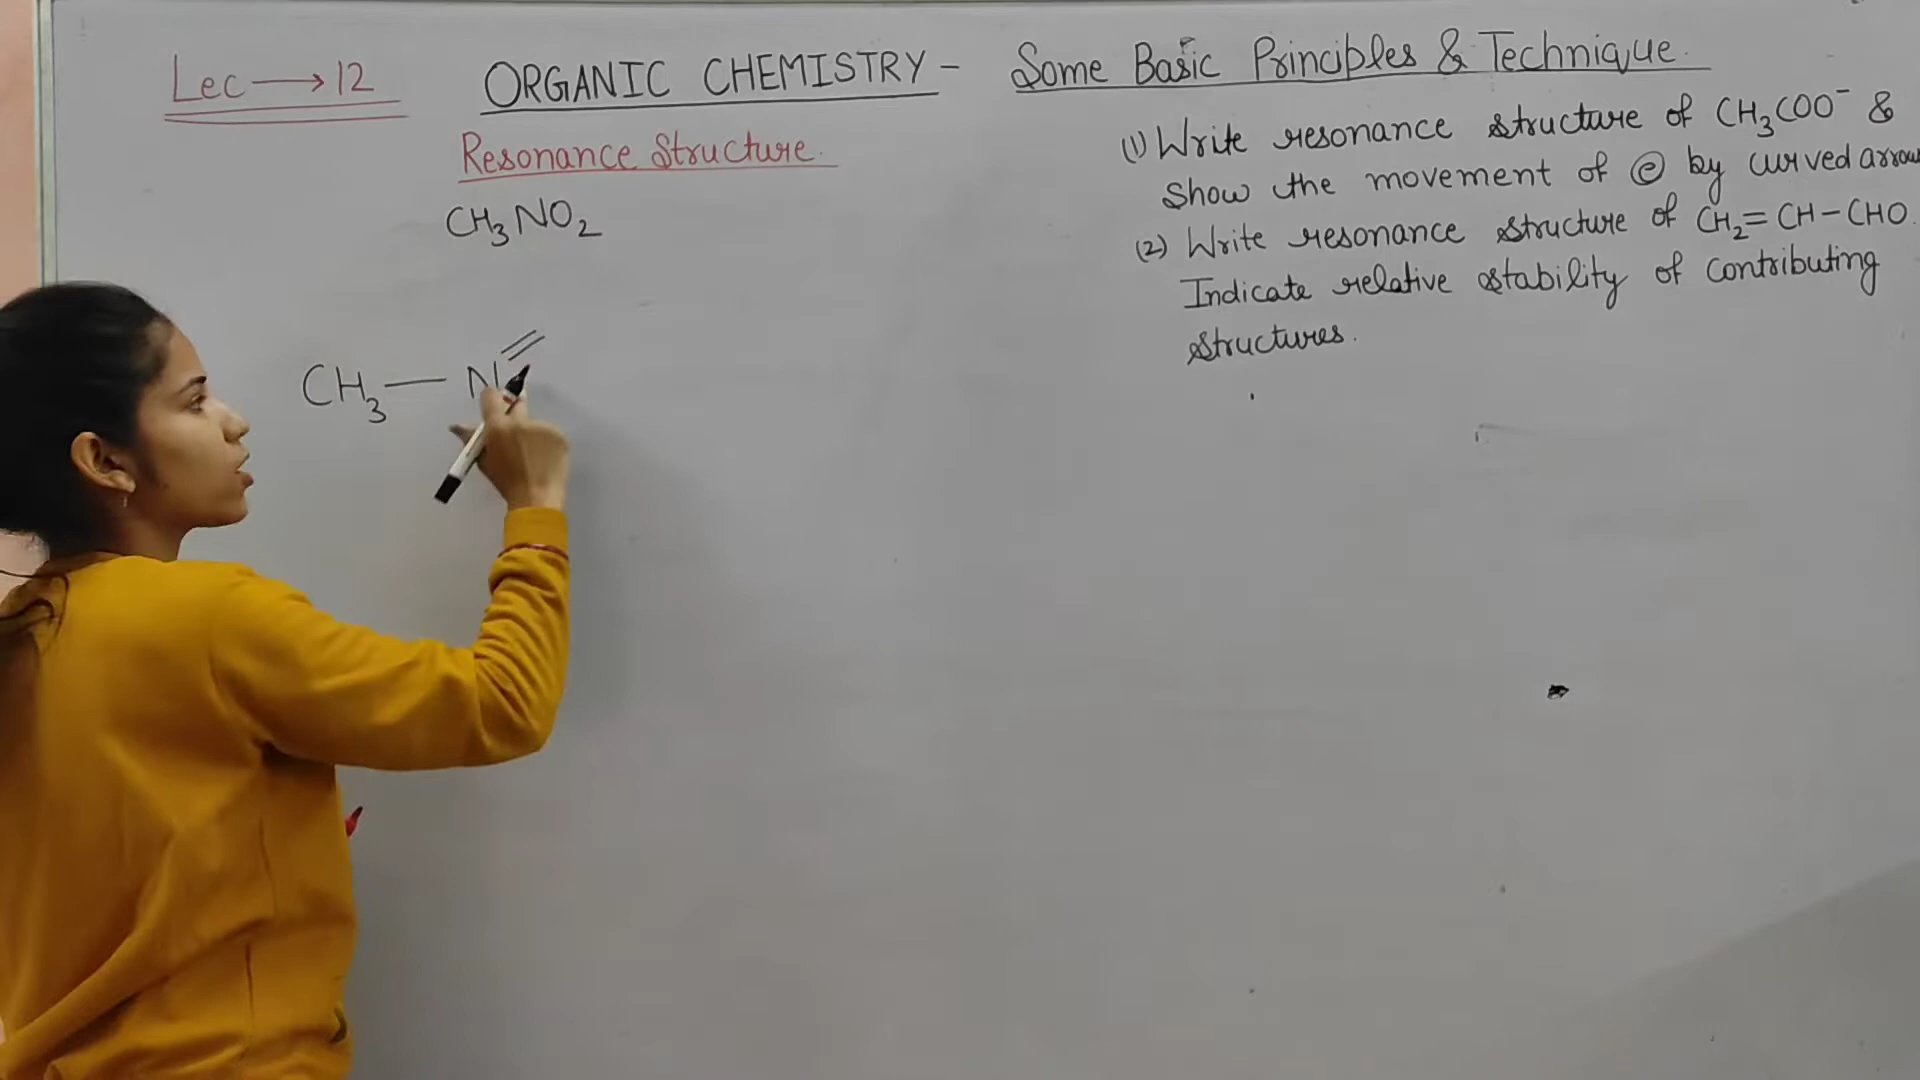 Lec → 12
ORGANIC CHEMISTRY - Some Basic Principles & Technique.
Resonance Structure.
CH₃NO₂
CH₃ — N =
(1) Write resonance structure of CH₃COO⁻ &
Show the movement of ⓔ by curved arrow
(2) Write resonance structure of CH₂=CH-CHO.
Indicate relative stability of contributing
structures.